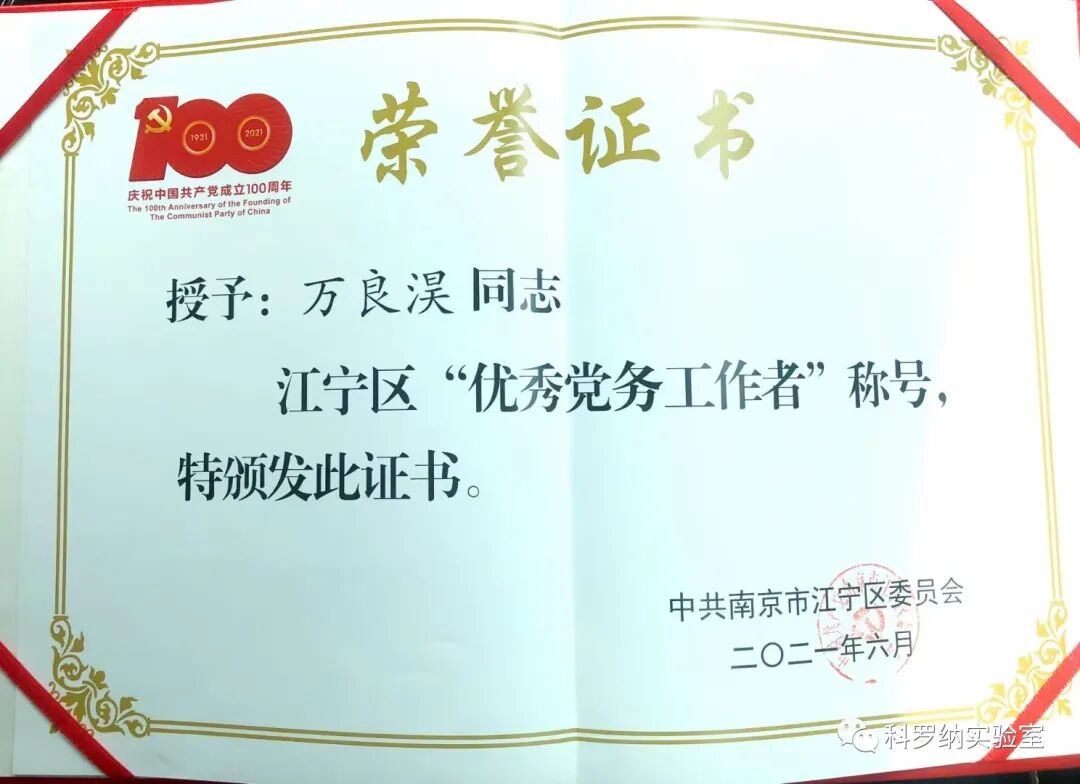 荣誉证书
1921
2021
庆祝中国共产党成立100周年
The 100th Anniversary of the Founding of
The Communist Party of China
授予：万良淏同志
江宁区“优秀党务工作者”称号，
特颁发此证书。
中共南京市江宁区委员会
二〇二一年六月
科罗纳实验室